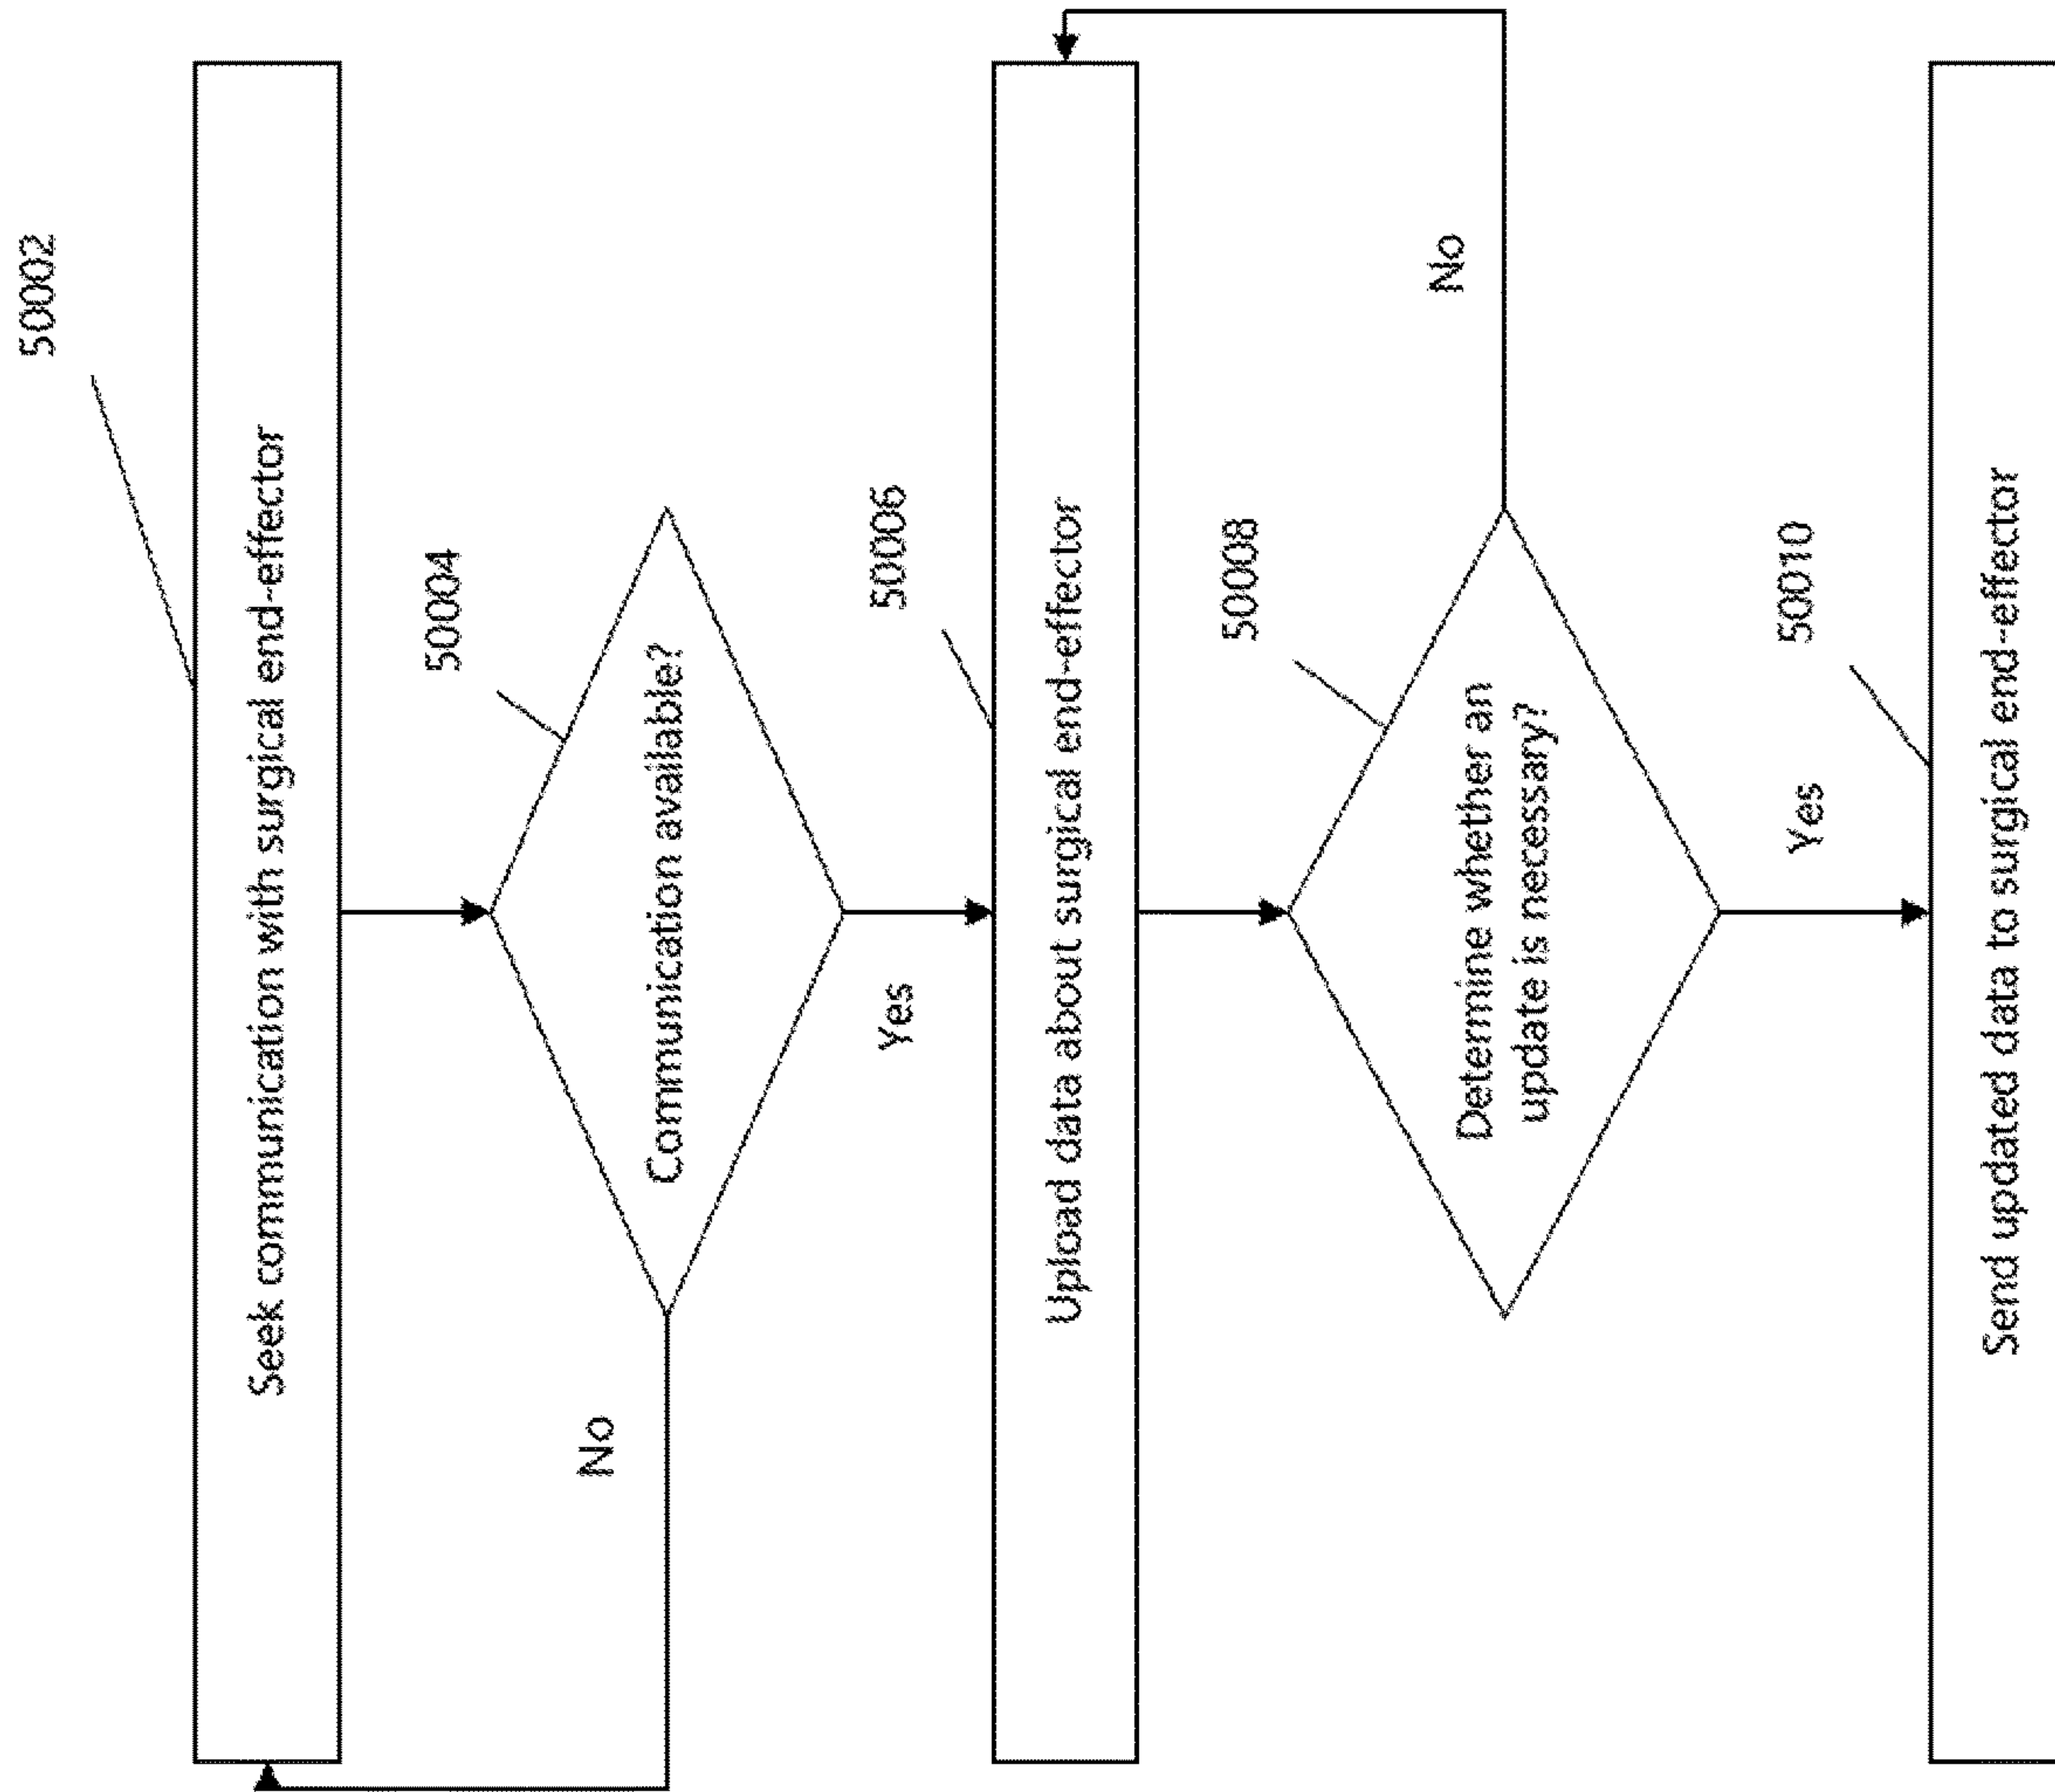 50002
Seek communication with surgical end-effector
50004
Communication available?
No
Yes
50006
Upload data about surgical end-effector
50008
Determine whether an
update is necessary?
No
Yes
50010
Send updated data to surgical end-effector